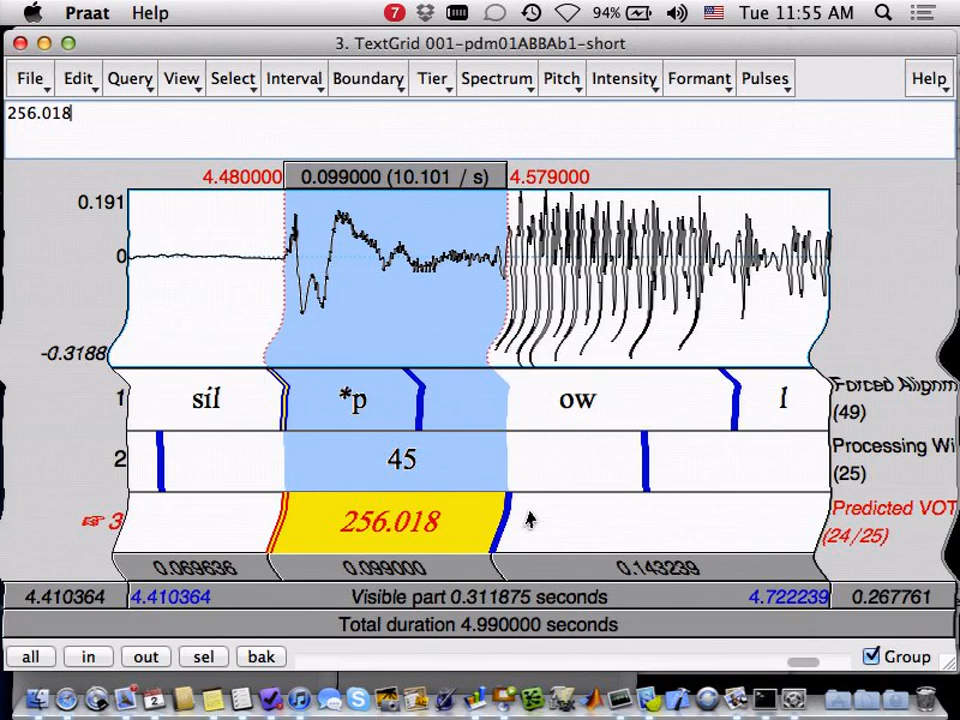 Praat Help 7 94% Tue 11:55 AM
3. TextGrid 001-pdm01ABBAb1-short
File Edit Query View Select Interval Boundary Tier Spectrum Pitch Intensity Formant Pulses Help
256.018
4.480000 0.099000 (10.101 / s) 4.579000
0.191
0
-0.3188
1 sil *p ow l Forced Alignm
(49)
2 45 Processing Wi
(25)
3 256.018 Predicted VOT
(24/25)
0.069636 0.099000 0.143239
4.410364 4.410364 Visible part 0.311875 seconds 4.722239 0.267761
Total duration 4.990000 seconds
all in out sel bak Group